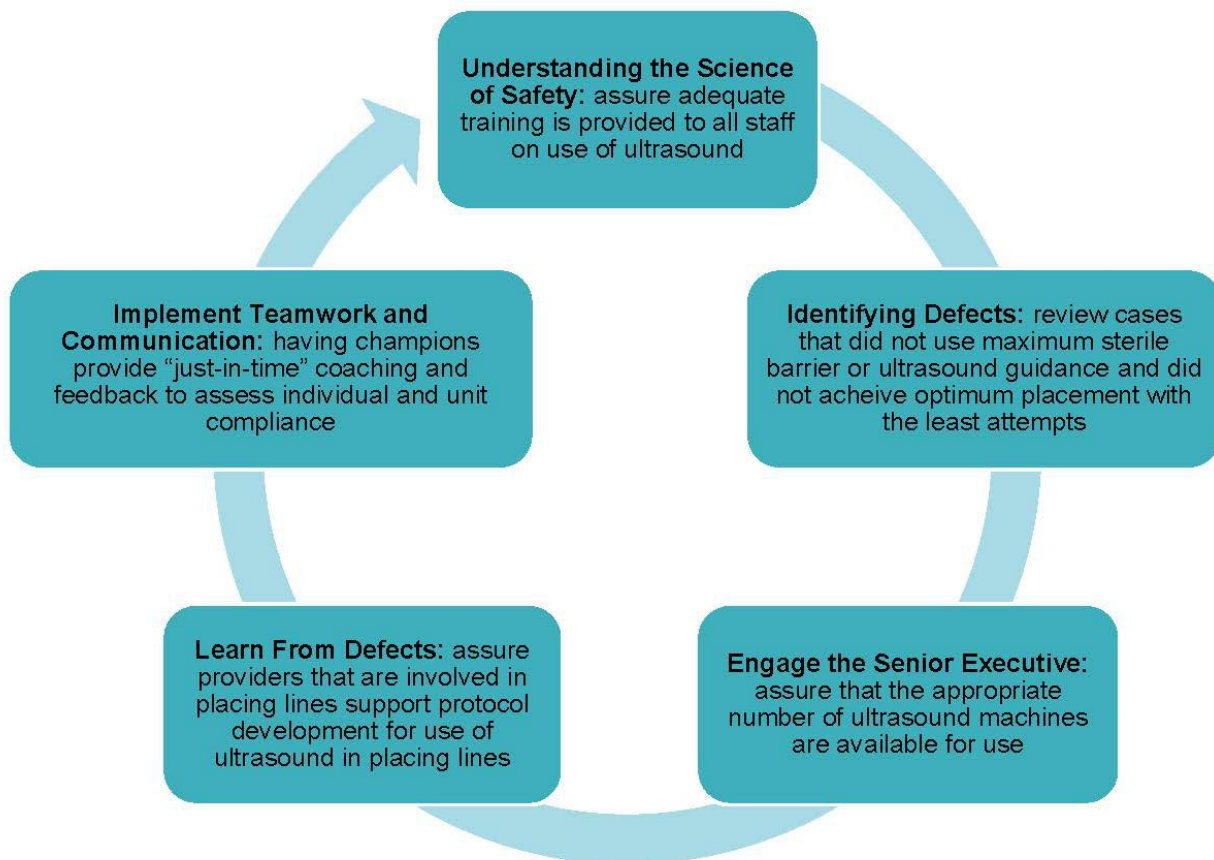 Understanding the Science
of Safety: assure adequate
training is provided to all staff
on use of ultrasound
Identifying Defects: review cases
that did not use maximum sterile
barrier or ultrasound guidance and did
not acheive optimum placement with
the least attempts
Engage the Senior Executive:
assure that the appropriate
number of ultrasound machines
are available for use
Learn From Defects: assure
providers that are involved in
placing lines support protocol
development for use of
ultrasound in placing lines
Implement Teamwork and
Communication: having champions
provide “just-in-time” coaching and
feedback to assess individual and unit
compliance